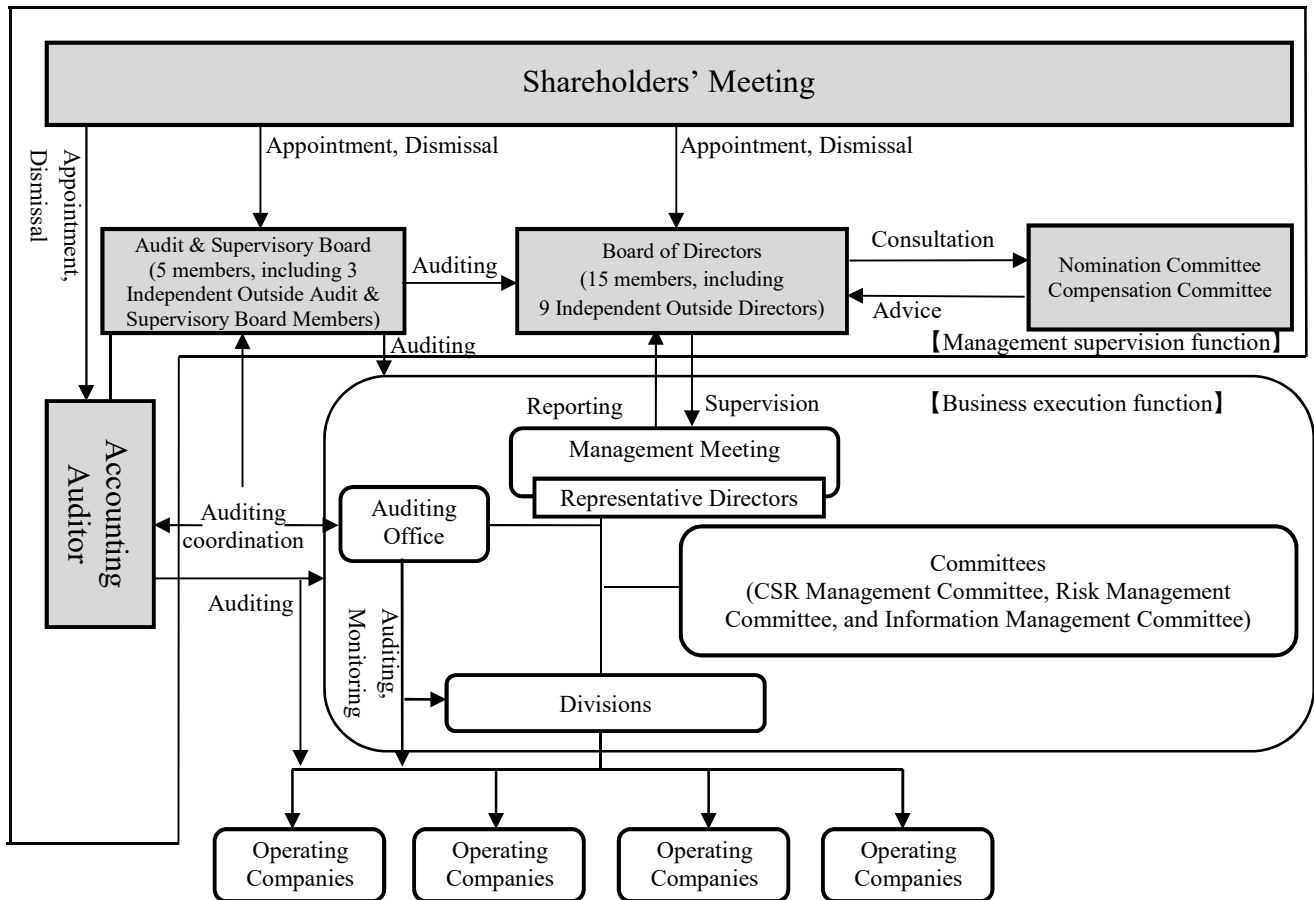 Shareholders' Meeting
Appointment,
Dismissal
Appointment, Dismissal
Appointment, Dismissal
Audit & Supervisory Board
(5 members, including 3
Independent Outside Audit &
Supervisory Board Members)
Auditing
Board of Directors
(15 members, including
9 Independent Outside Directors)
Consultation
Advice
Nomination Committee
Compensation Committee
Auditing
【Management supervision function】
Reporting
Supervision
【Business execution function】
Accounting
Auditor
Management Meeting
Representative Directors
Auditing
coordination
Auditing
Office
Committees
(CSR Management Committee, Risk Management
Committee, and Information Management Committee)
Auditing
Auditing,
Monitoring
Divisions
Operating
Companies
Operating
Companies
Operating
Companies
Operating
Companies